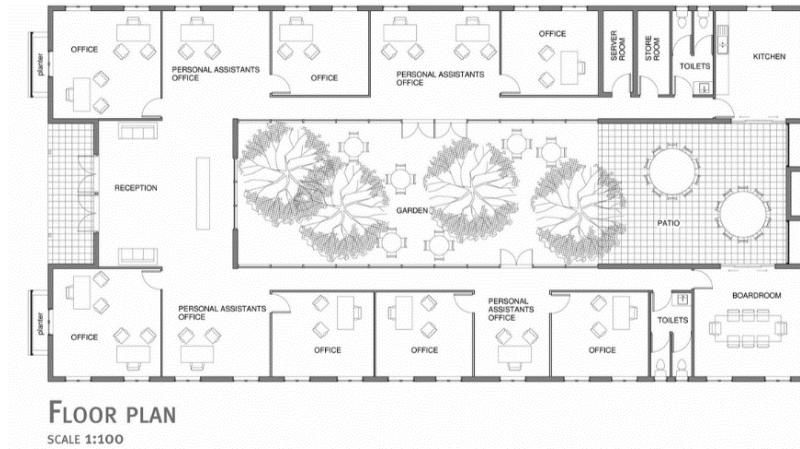 OFFICE
PERSONAL ASSISTANTS
OFFICE
OFFICE
PERSONAL ASSISTANTS
OFFICE
OFFICE
SERVER
ROOM
STORE
ROOM
TOILETS
KITCHEN
planter
RECEPTION
GARDEN
PATIO
planter
OFFICE
PERSONAL ASSISTANTS
OFFICE
OFFICE
OFFICE
PERSONAL
ASSISTANTS
OFFICE
OFFICE
TOILETS
BOARDROOM
FLOOR PLAN
SCALE 1:100